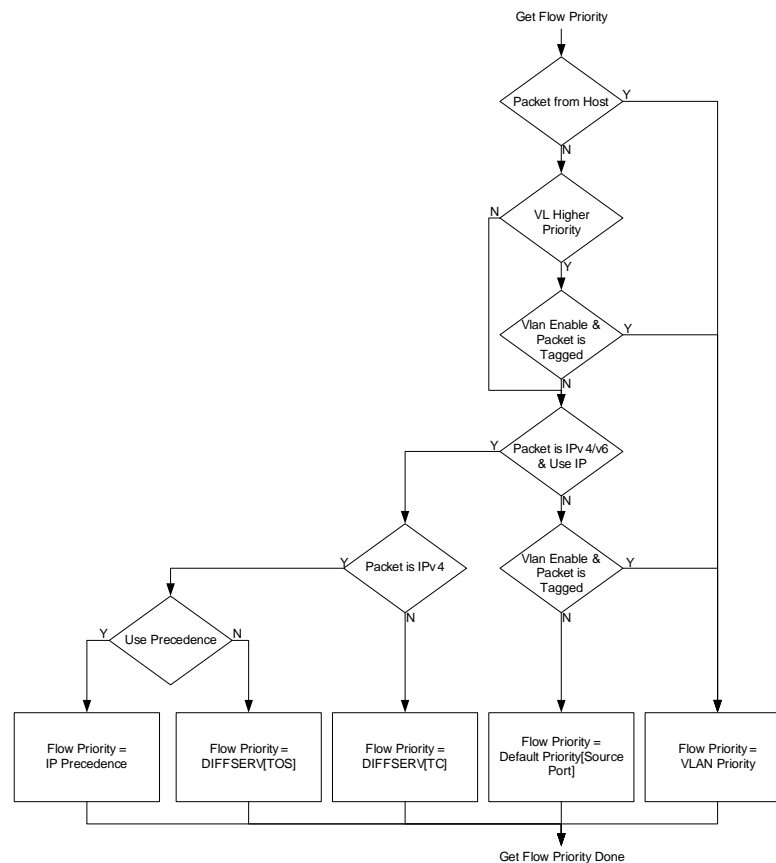 Get Flow Priority
Packet from Host
Y
N
N
VL Higher
Priority
Y
Vlan Enable &
Packet is
Tagged
Y
N
Y
Packet is IPv4/v6
& Use IP
N
Y
Packet is IPv4
Vlan Enable &
Packet is
Tagged
Y
N
N
Y
Use Precedence
N
Flow Priority =
IP Precedence
Flow Priority =
DIFFSERV[TOS]
Flow Priority =
DIFFSERV[TC]
Flow Priority =
Default Priority[Source
Port]
Flow Priority =
VLAN Priority
Get Flow Priority Done